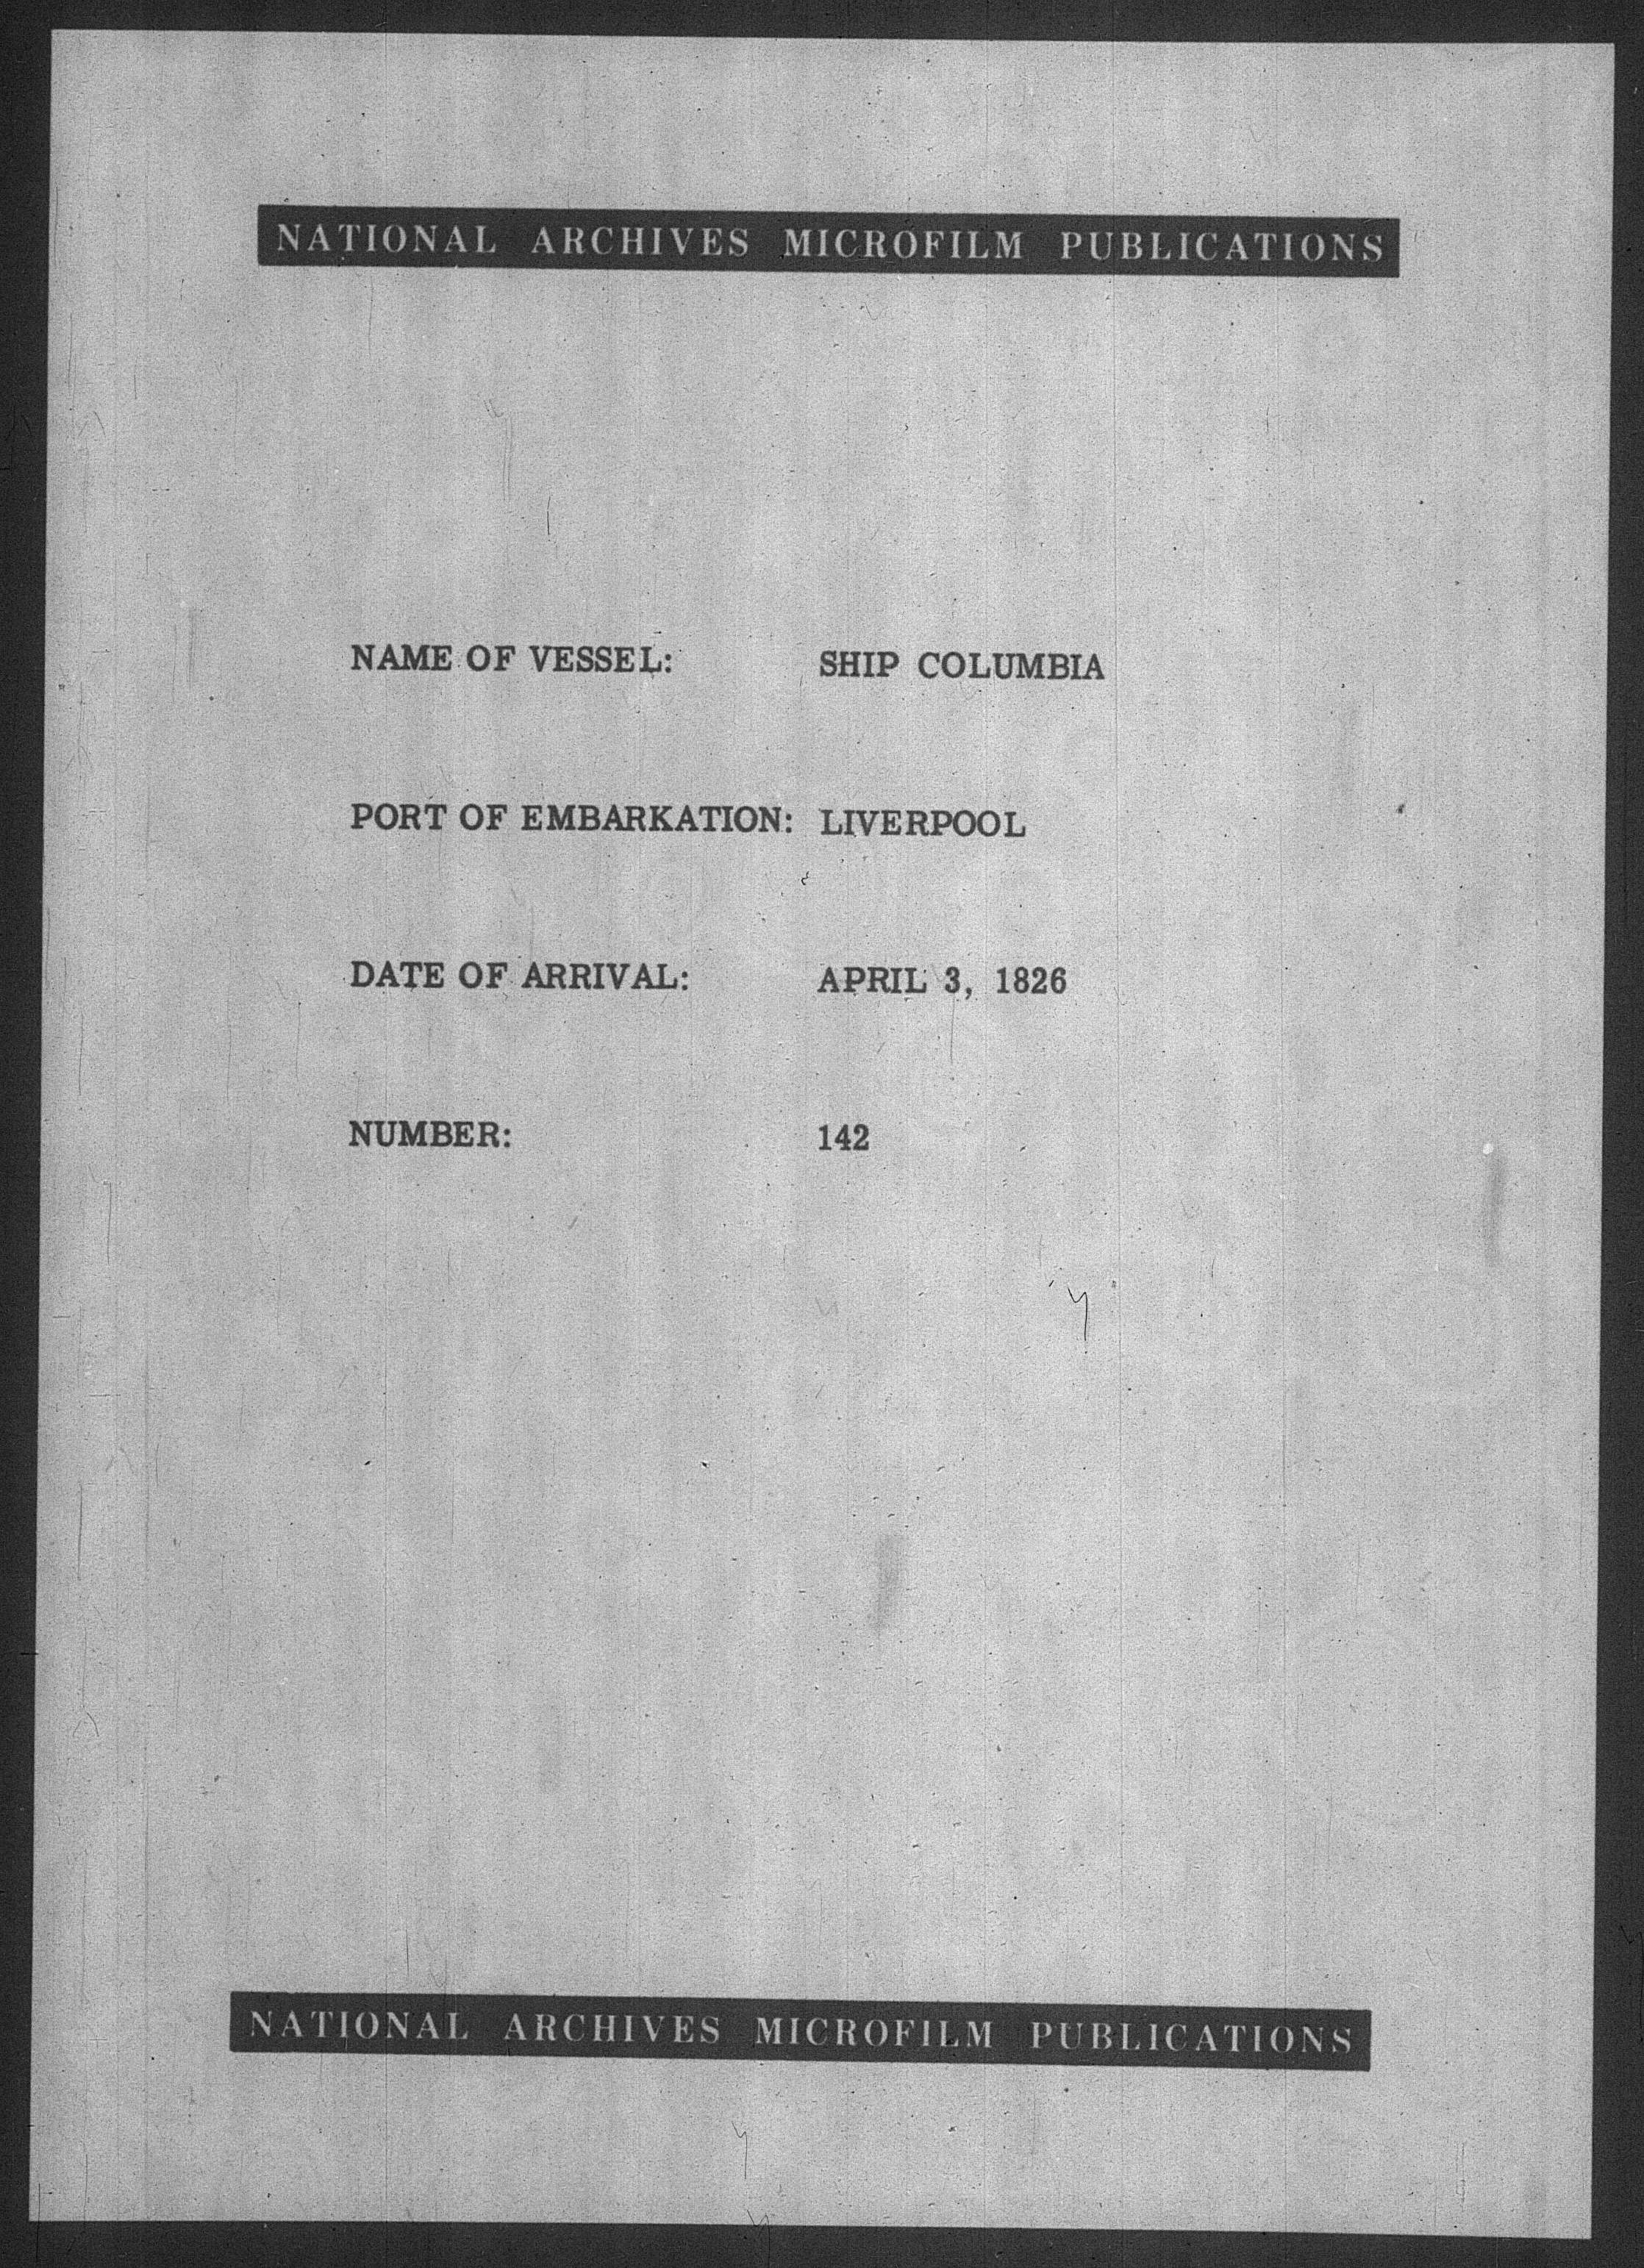 NATIONAL ARCHIVES MICROFILM PUBLICATIONS
NAME OF VESSEL: SHIP COLUMBIA
PORT OF EMBARKATION: LIVERPOOL
DATE OF ARRIVAL: APRIL 3, 1826
NUMBER: 142
NATIONAL ARCHIVES MICROFILM PUBLICATIONS